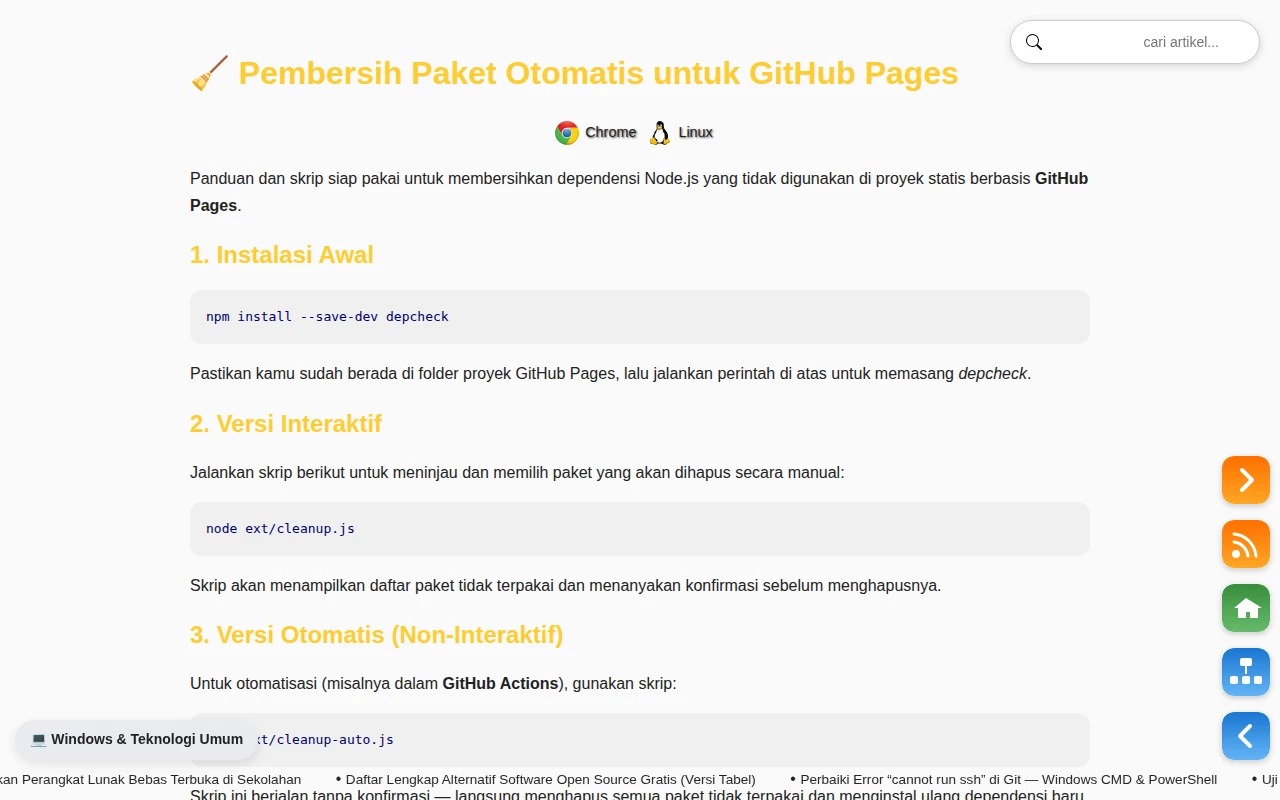 cari artikel...
🧹 Pembersih Paket Otomatis untuk GitHub Pages
Chrome Linux
Panduan dan skrip siap pakai untuk membersihkan dependensi Node.js yang tidak digunakan di proyek statis berbasis GitHub
Pages.
1. Instalasi Awal
npm install --save-dev depcheck
Pastikan kamu sudah berada di folder proyek GitHub Pages, lalu jalankan perintah di atas untuk memasang depcheck.
2. Versi Interaktif
Jalankan skrip berikut untuk meninjau dan memilih paket yang akan dihapus secara manual:
node ext/cleanup.js
Skrip akan menampilkan daftar paket tidak terpakai dan menanyakan konfirmasi sebelum menghapusnya.
3. Versi Otomatis (Non-Interaktif)
Untuk otomatisasi (misalnya dalam GitHub Actions), gunakan skrip:
xt/cleanup-auto.js
💻 Windows & Teknologi Umum
kan Perangkat Lunak Bebas Terbuka di Sekolahan • Daftar Lengkap Alternatif Software Open Source Gratis (Versi Tabel) • Perbaiki Error “cannot run ssh” di Git — Windows CMD & PowerShell • Uji
Skrip ini berjalan tanpa konfirmasi — langsung menghapus semua paket tidak terpakai dan menginstal ulang dependensi baru